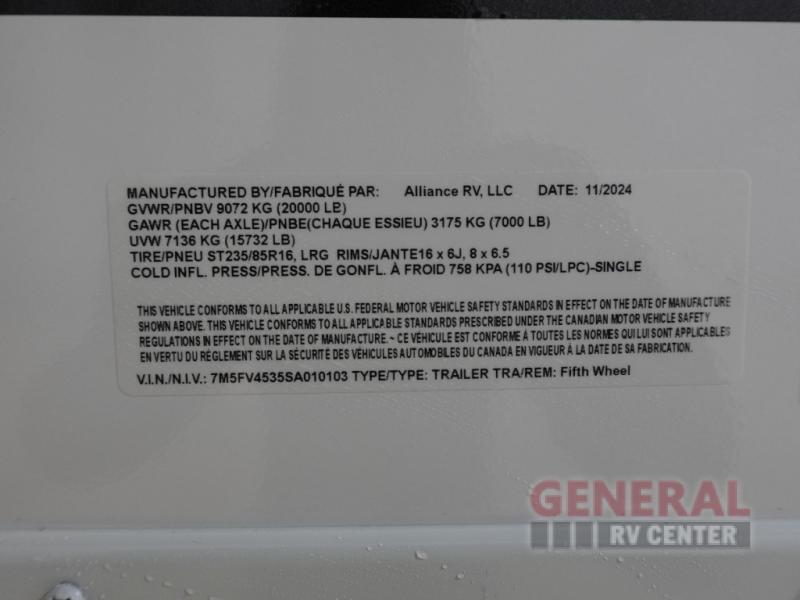 MANUFACTURED BY/FABRIQUÉ PAR: Alliance RV, LLC DATE: 11/2024
GVWR/PNBV 9072 KG (20000 LB)
GAWR (EACH AXLE)/PNBE(CHAQUE ESSIEU) 3175 KG (7000 LB)
UVW 7136 KG (15732 LB)
TIRE/PNEU ST235/85R16, LRG RIMS/JANTE16 x 6J, 8 x 6.5
COLD INFL. PRESS/PRESS. DE GONFL. À FROID 758 KPA (110 PSI/LPC)-SINGLE
THIS VEHICLE CONFORMS TO ALL APPLICABLE U.S. FEDERAL MOTOR VEHICLE SAFETY STANDARDS IN EFFECT ON THE DATE OF MANUFACTURE
SHOWN ABOVE. THIS VEHICLE CONFORMS TO ALL APPLICABLE STANDARDS PRESCRIBED UNDER THE CANADIAN MOTOR VEHICLE SAFETY
REGULATIONS IN EFFECT ON THE DATE OF MANUFACTURE. ~ CE VÉHICULE EST CONFORME À TOUTES LES NORMES QUI LUI SONT APPLICABLES
EN VERTU DU RÉGLEMENT SUR LA SÉCURITÉ DES VÉHICULES AUTOMOBILES DU CANADA EN VIGUEUR À LA DATE DE SA FABRICATION.
V.I.N./N.I.V.: 7M5FV4535SA010103 TYPE/TYPE: TRAILER TRA/REM: Fifth Wheel
GENERAL
RV CENTER